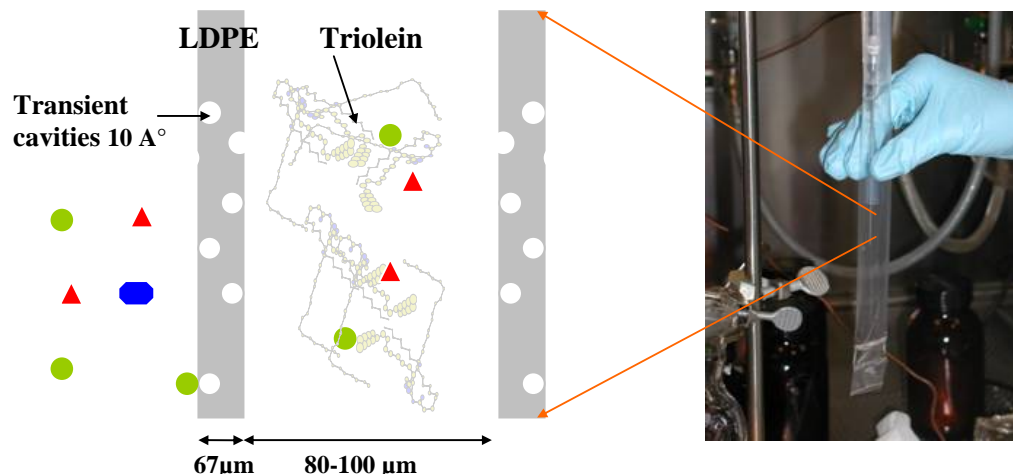 LDPE
Triolein
Transient
cavities 10 A°
67µm
80-100 µm